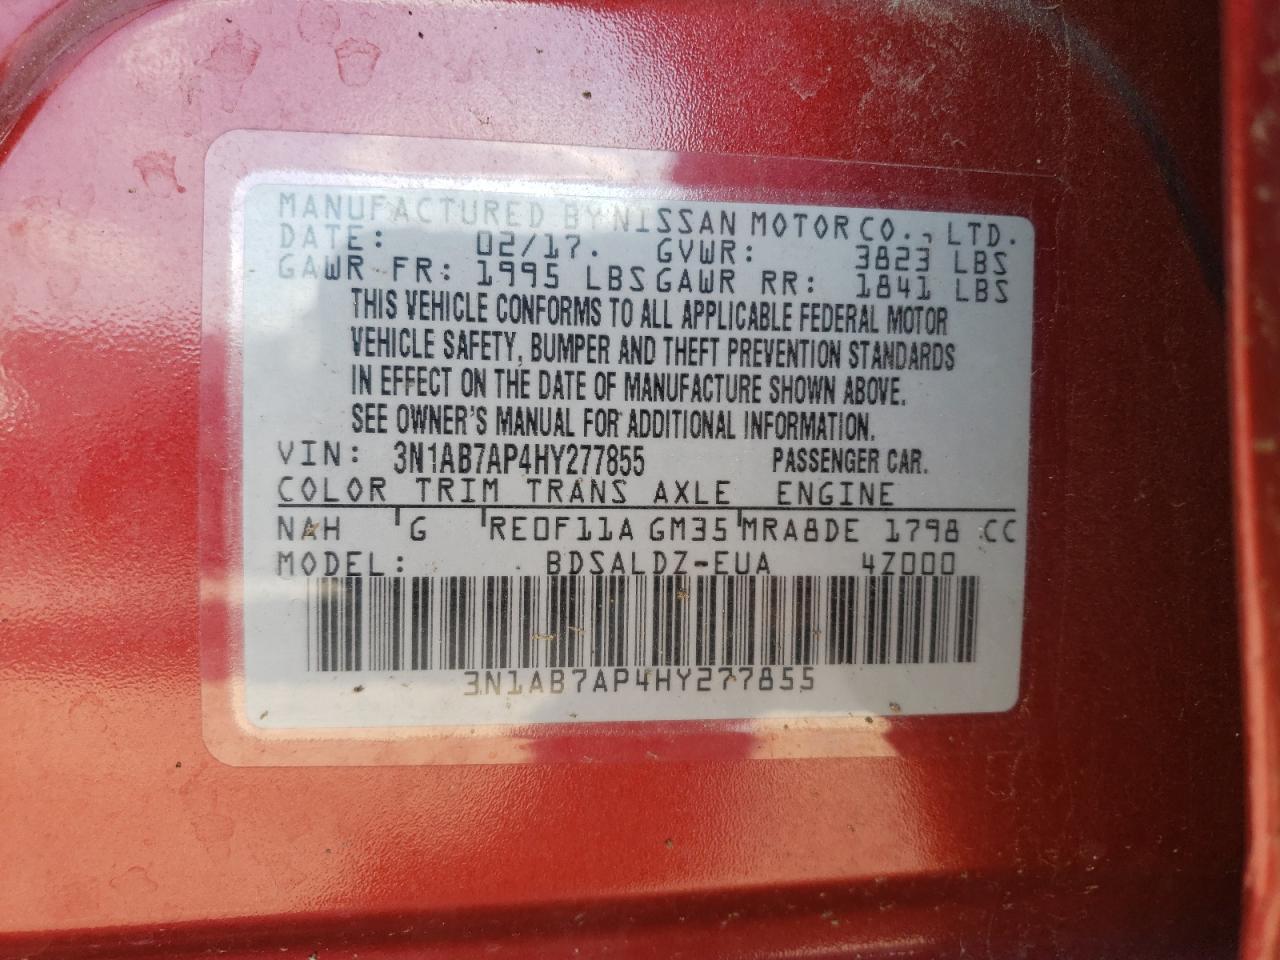 MANUFACTURED BY NISSAN MOTOR CO., LTD.
DATE: 02/17. GVWR: 3823 LBS
GAWR FR: 1995 LBS GAWR RR: 1841 LBS
THIS VEHICLE CONFORMS TO ALL APPLICABLE FEDERAL MOTOR
VEHICLE SAFETY, BUMPER AND THEFT PREVENTION STANDARDS
IN EFFECT ON THE DATE OF MANUFACTURE SHOWN ABOVE.
SEE OWNER'S MANUAL FOR ADDITIONAL INFORMATION.
VIN: 3N1AB7AP4HY277855 PASSENGER CAR.
COLOR TRIM TRANS AXLE ENGINE
NAH G RE0F11A GM35 MRA8DE 1798 CC
MODEL: BDSALDZ-EUA 4Z000
3N1AB7AP4HY277855